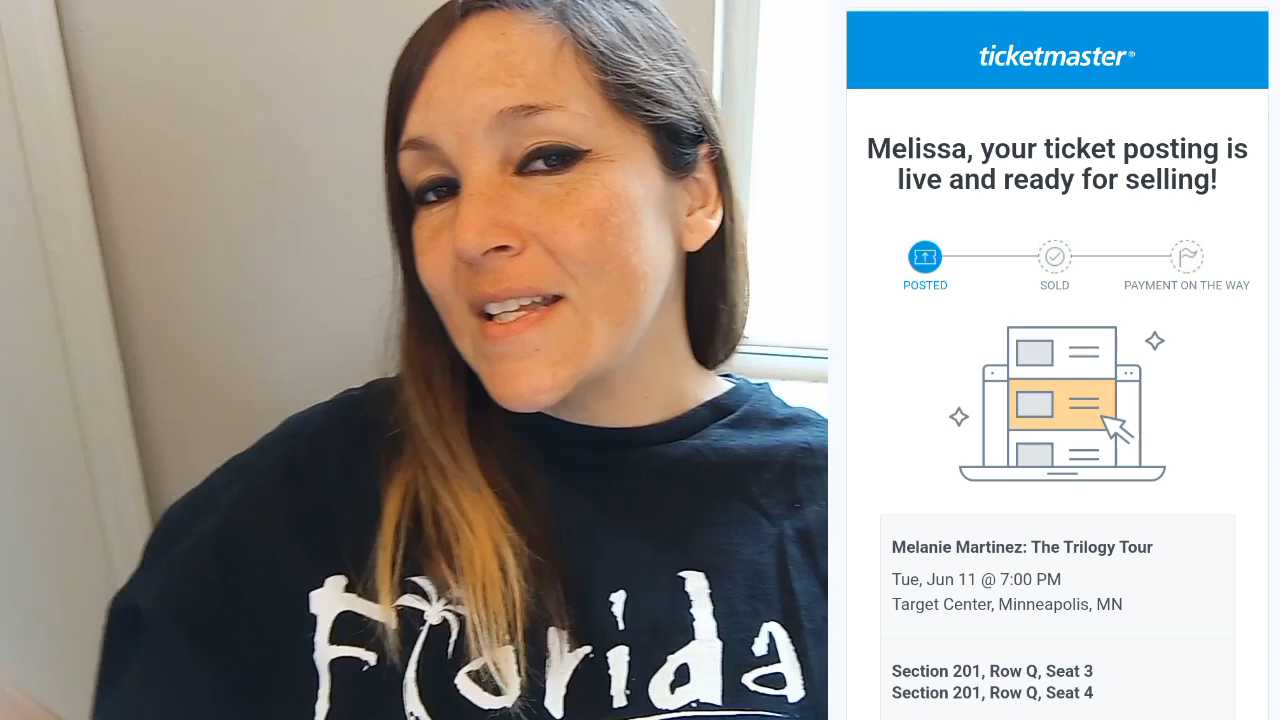 Florida
ticketmaster®
Melissa, your ticket posting is
live and ready for selling!
POSTED
SOLD
PAYMENT ON THE WAY
Melanie Martinez: The Trilogy Tour
Tue, Jun 11 @ 7:00 PM
Target Center, Minneapolis, MN
Section 201, Row Q, Seat 3
Section 201, Row Q, Seat 4